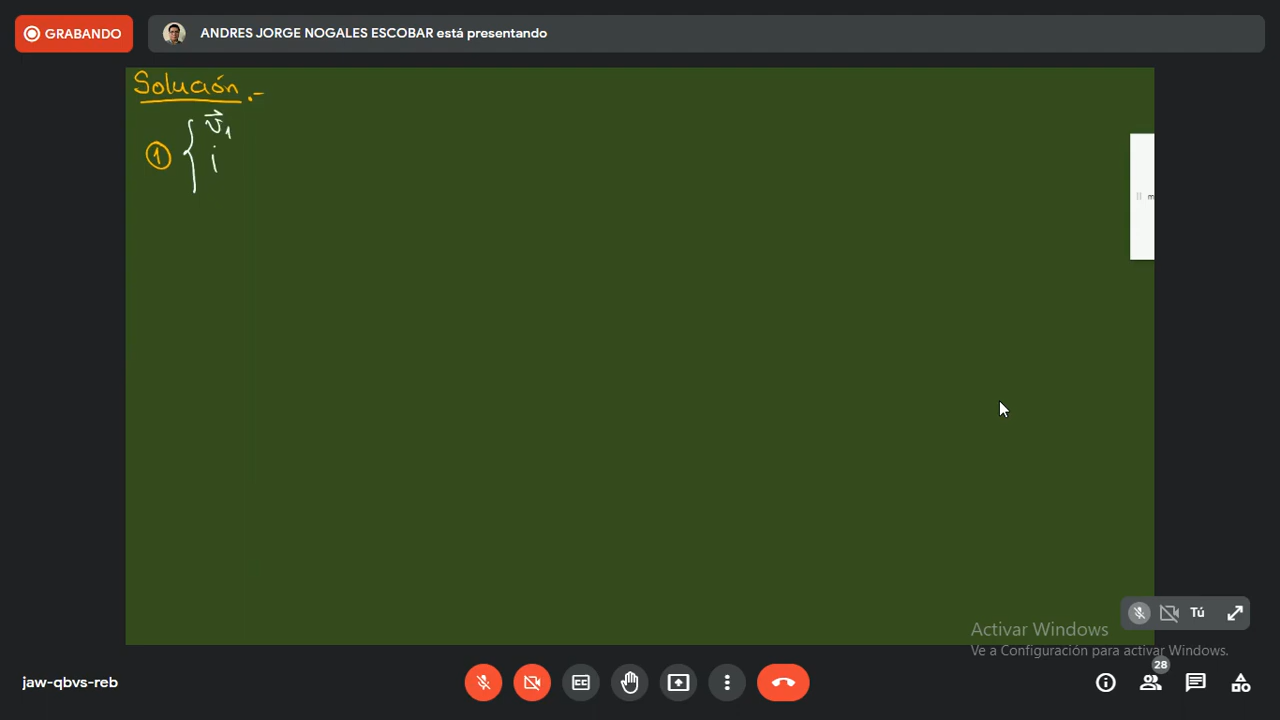 GRABANDO
ANDRES JORGE NOGALES ESCOBAR está presentando
Solución.-
① { v⃗₁
i
m
Tú
Activar Windows
Ve a Configuración para activar Windows.
jaw-qbvs-reb
CC
28